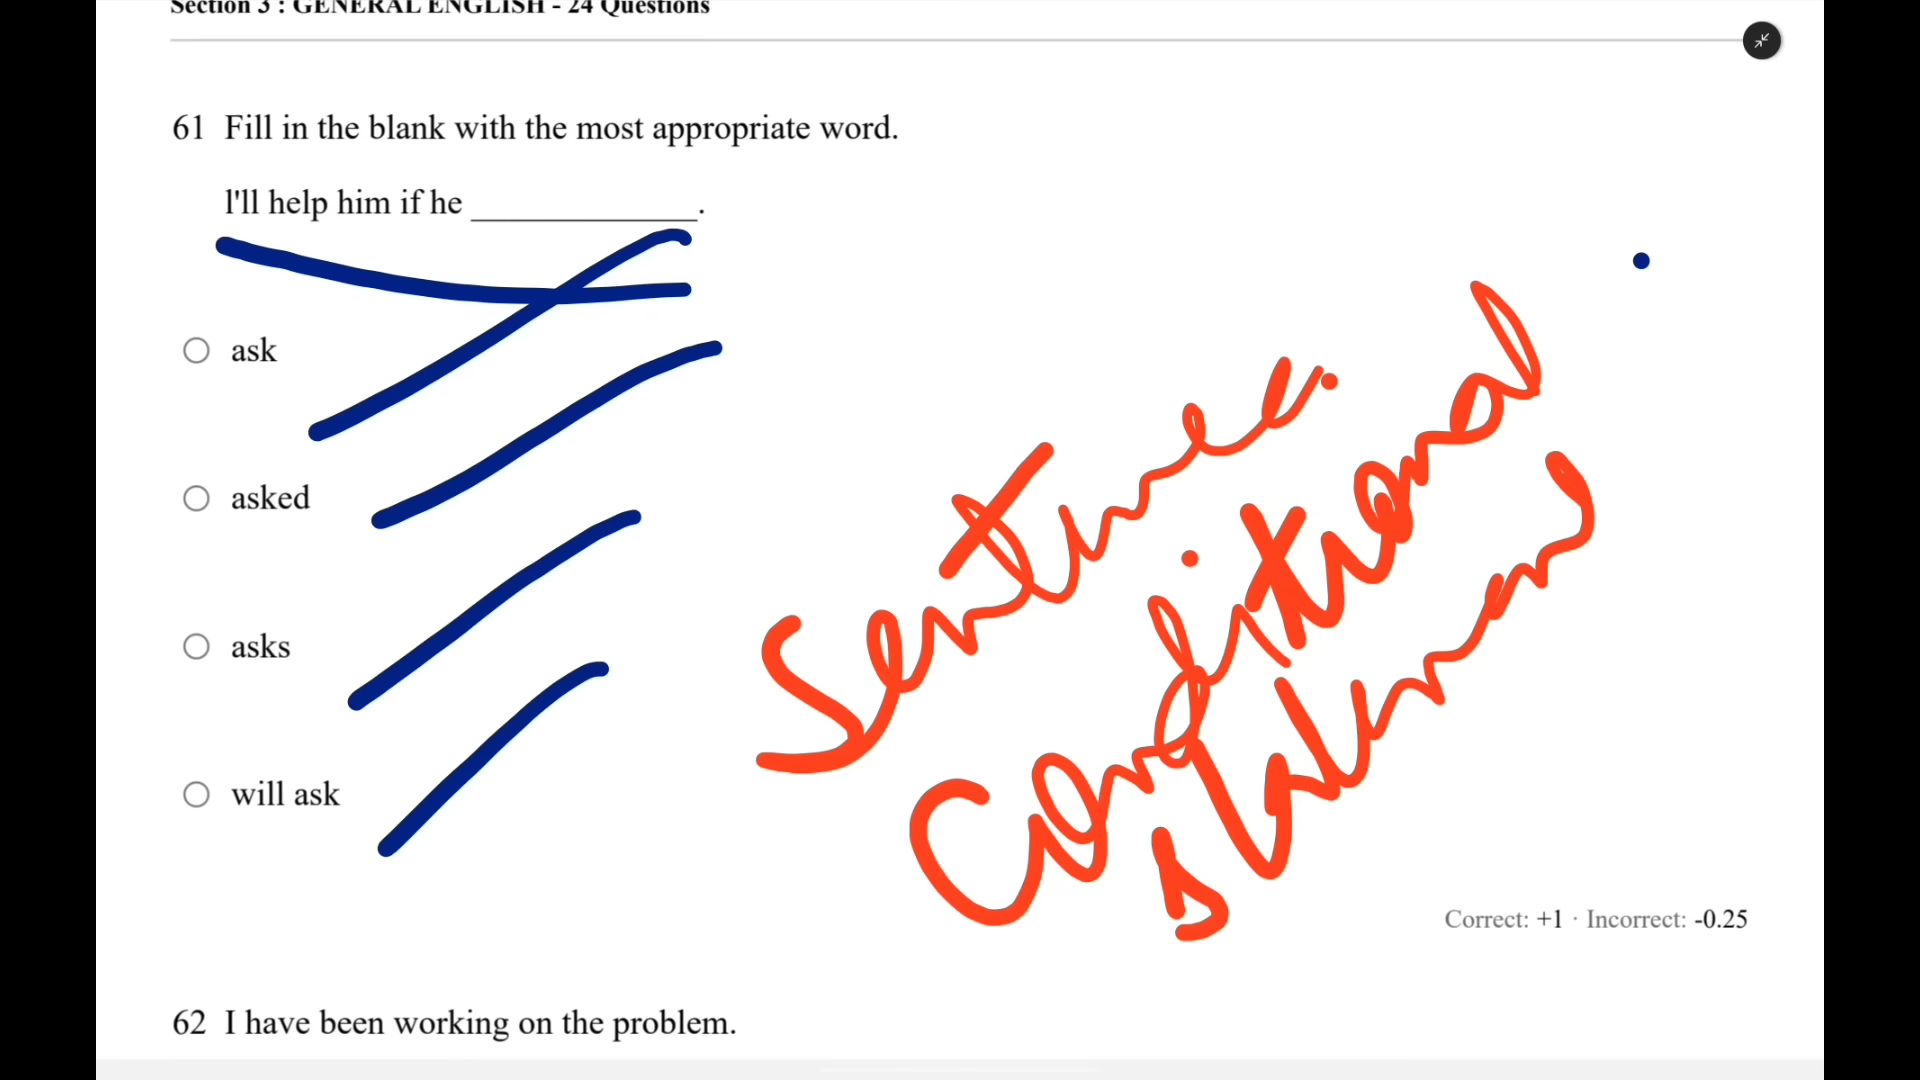 Section 3 : GENERAL ENGLISH - 24 Questions
61 Fill in the blank with the most appropriate word.
I'll help him if he ____________.
ask
asked
asks
will ask
Sentence.
Conditional
Correct: +1 · Incorrect: -0.25
62 I have been working on the problem.